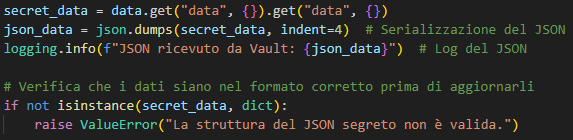 secret_data = data.get("data", {}).get("data", {})
json_data = json.dumps(secret_data, indent=4)  # Serializzazione del JSON
logging.info(f"JSON ricevuto da Vault: {json_data}")  # Log del JSON

# Verifica che i dati siano nel formato corretto prima di aggiornarli
if not isinstance(secret_data, dict):
    raise ValueError("La struttura del JSON segreto non è valida.")